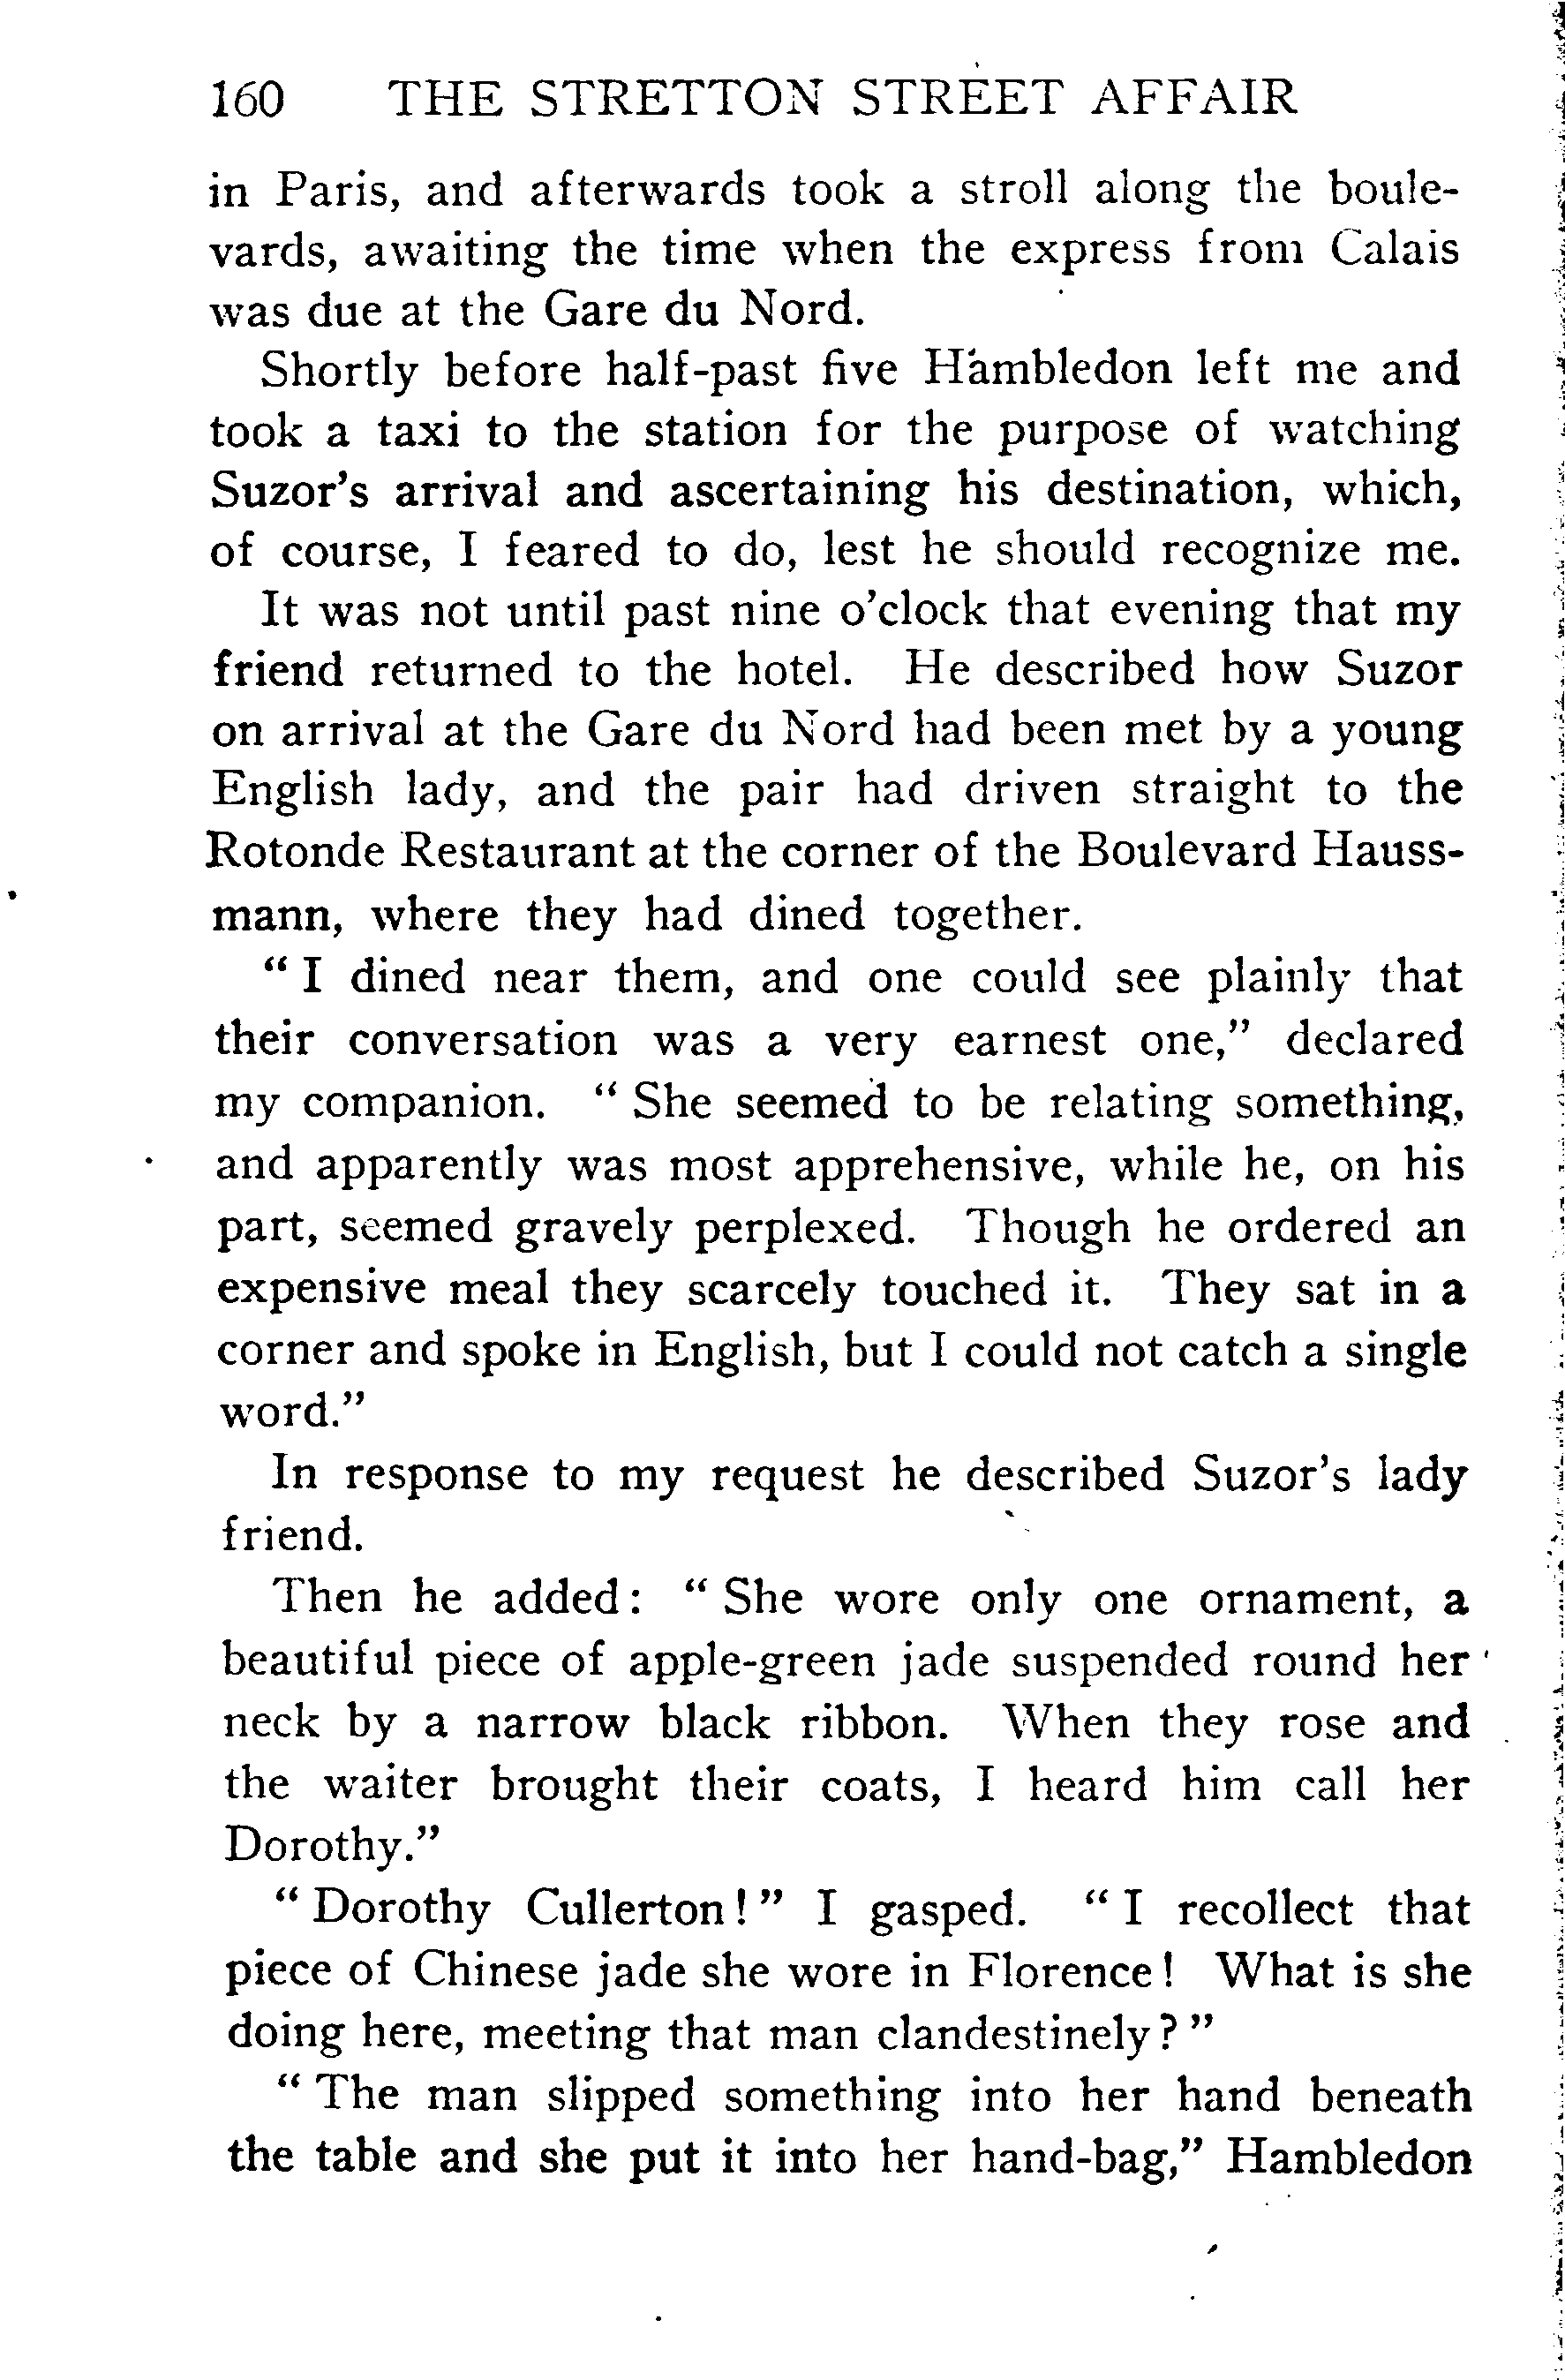 160 THE STRETTON STREET AFFAIR
in Paris, and afterwards took a stroll along the boule-
vards, awaiting the time when the express from Calais
was due at the Gare du Nord.
Shortly before half-past five Hambledon left me and
took a taxi to the station for the purpose of watching
Suzor's arrival and ascertaining his destination, which,
of course, I feared to do, lest he should recognize me.
It was not until past nine o'clock that evening that my
friend returned to the hotel. He described how Suzor
on arrival at the Gare du Nord had been met by a young
English lady, and the pair had driven straight to the
Rotonde Restaurant at the corner of the Boulevard Hauss-
mann, where they had dined together.
" I dined near them, and one could see plainly that
their conversation was a very earnest one," declared
my companion. " She seemed to be relating something,
and apparently was most apprehensive, while he, on his
part, seemed gravely perplexed. Though he ordered an
expensive meal they scarcely touched it. They sat in a
corner and spoke in English, but I could not catch a single
word."
In response to my request he described Suzor's lady
friend.
Then he added: " She wore only one ornament, a
beautiful piece of apple-green jade suspended round her
neck by a narrow black ribbon. When they rose and
the waiter brought their coats, I heard him call her
Dorothy."
" Dorothy Cullerton! " I gasped. " I recollect that
piece of Chinese jade she wore in Florence! What is she
doing here, meeting that man clandestinely? "
" The man slipped something into her hand beneath
the table and she put it into her hand-bag," Hambledon